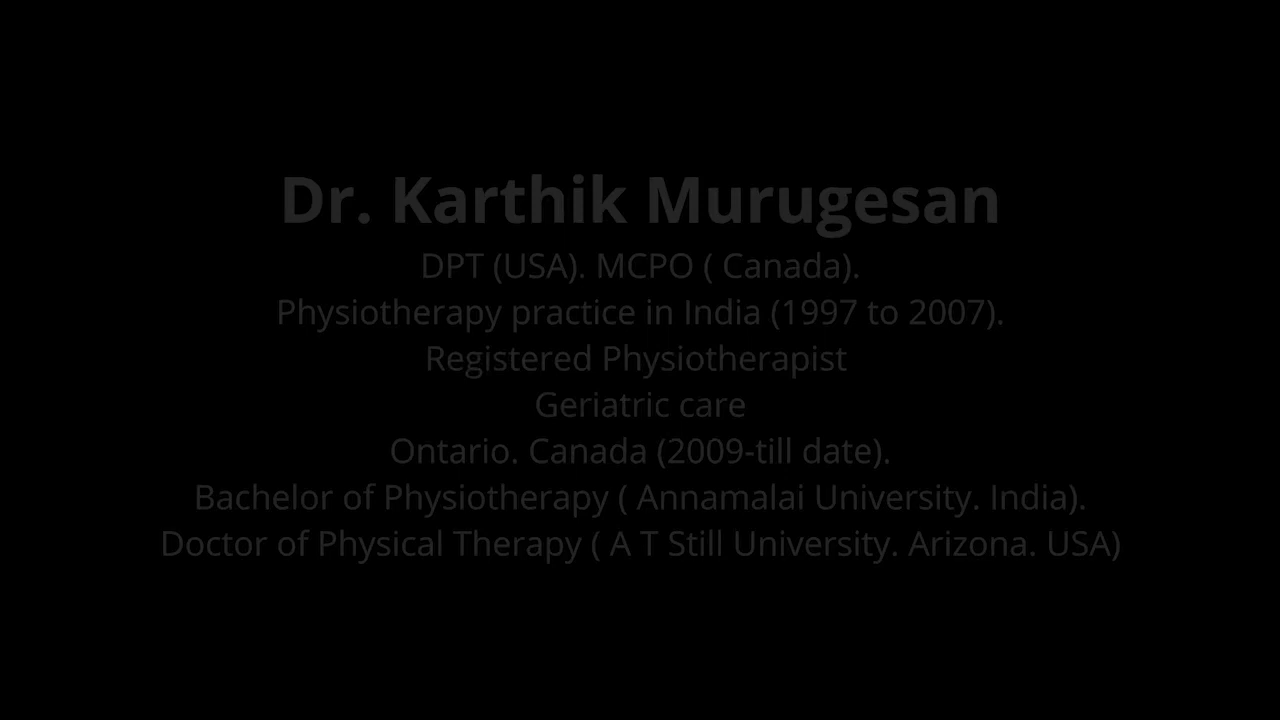 Dr. Karthik Murugesan
DPT (USA). MCPO ( Canada).
Physiotherapy practice in India (1997 to 2007).
Registered Physiotherapist
Geriatric care
Ontario. Canada (2009-till date).
Bachelor of Physiotherapy ( Annamalai University. India).
Doctor of Physical Therapy ( A T Still University. Arizona. USA)